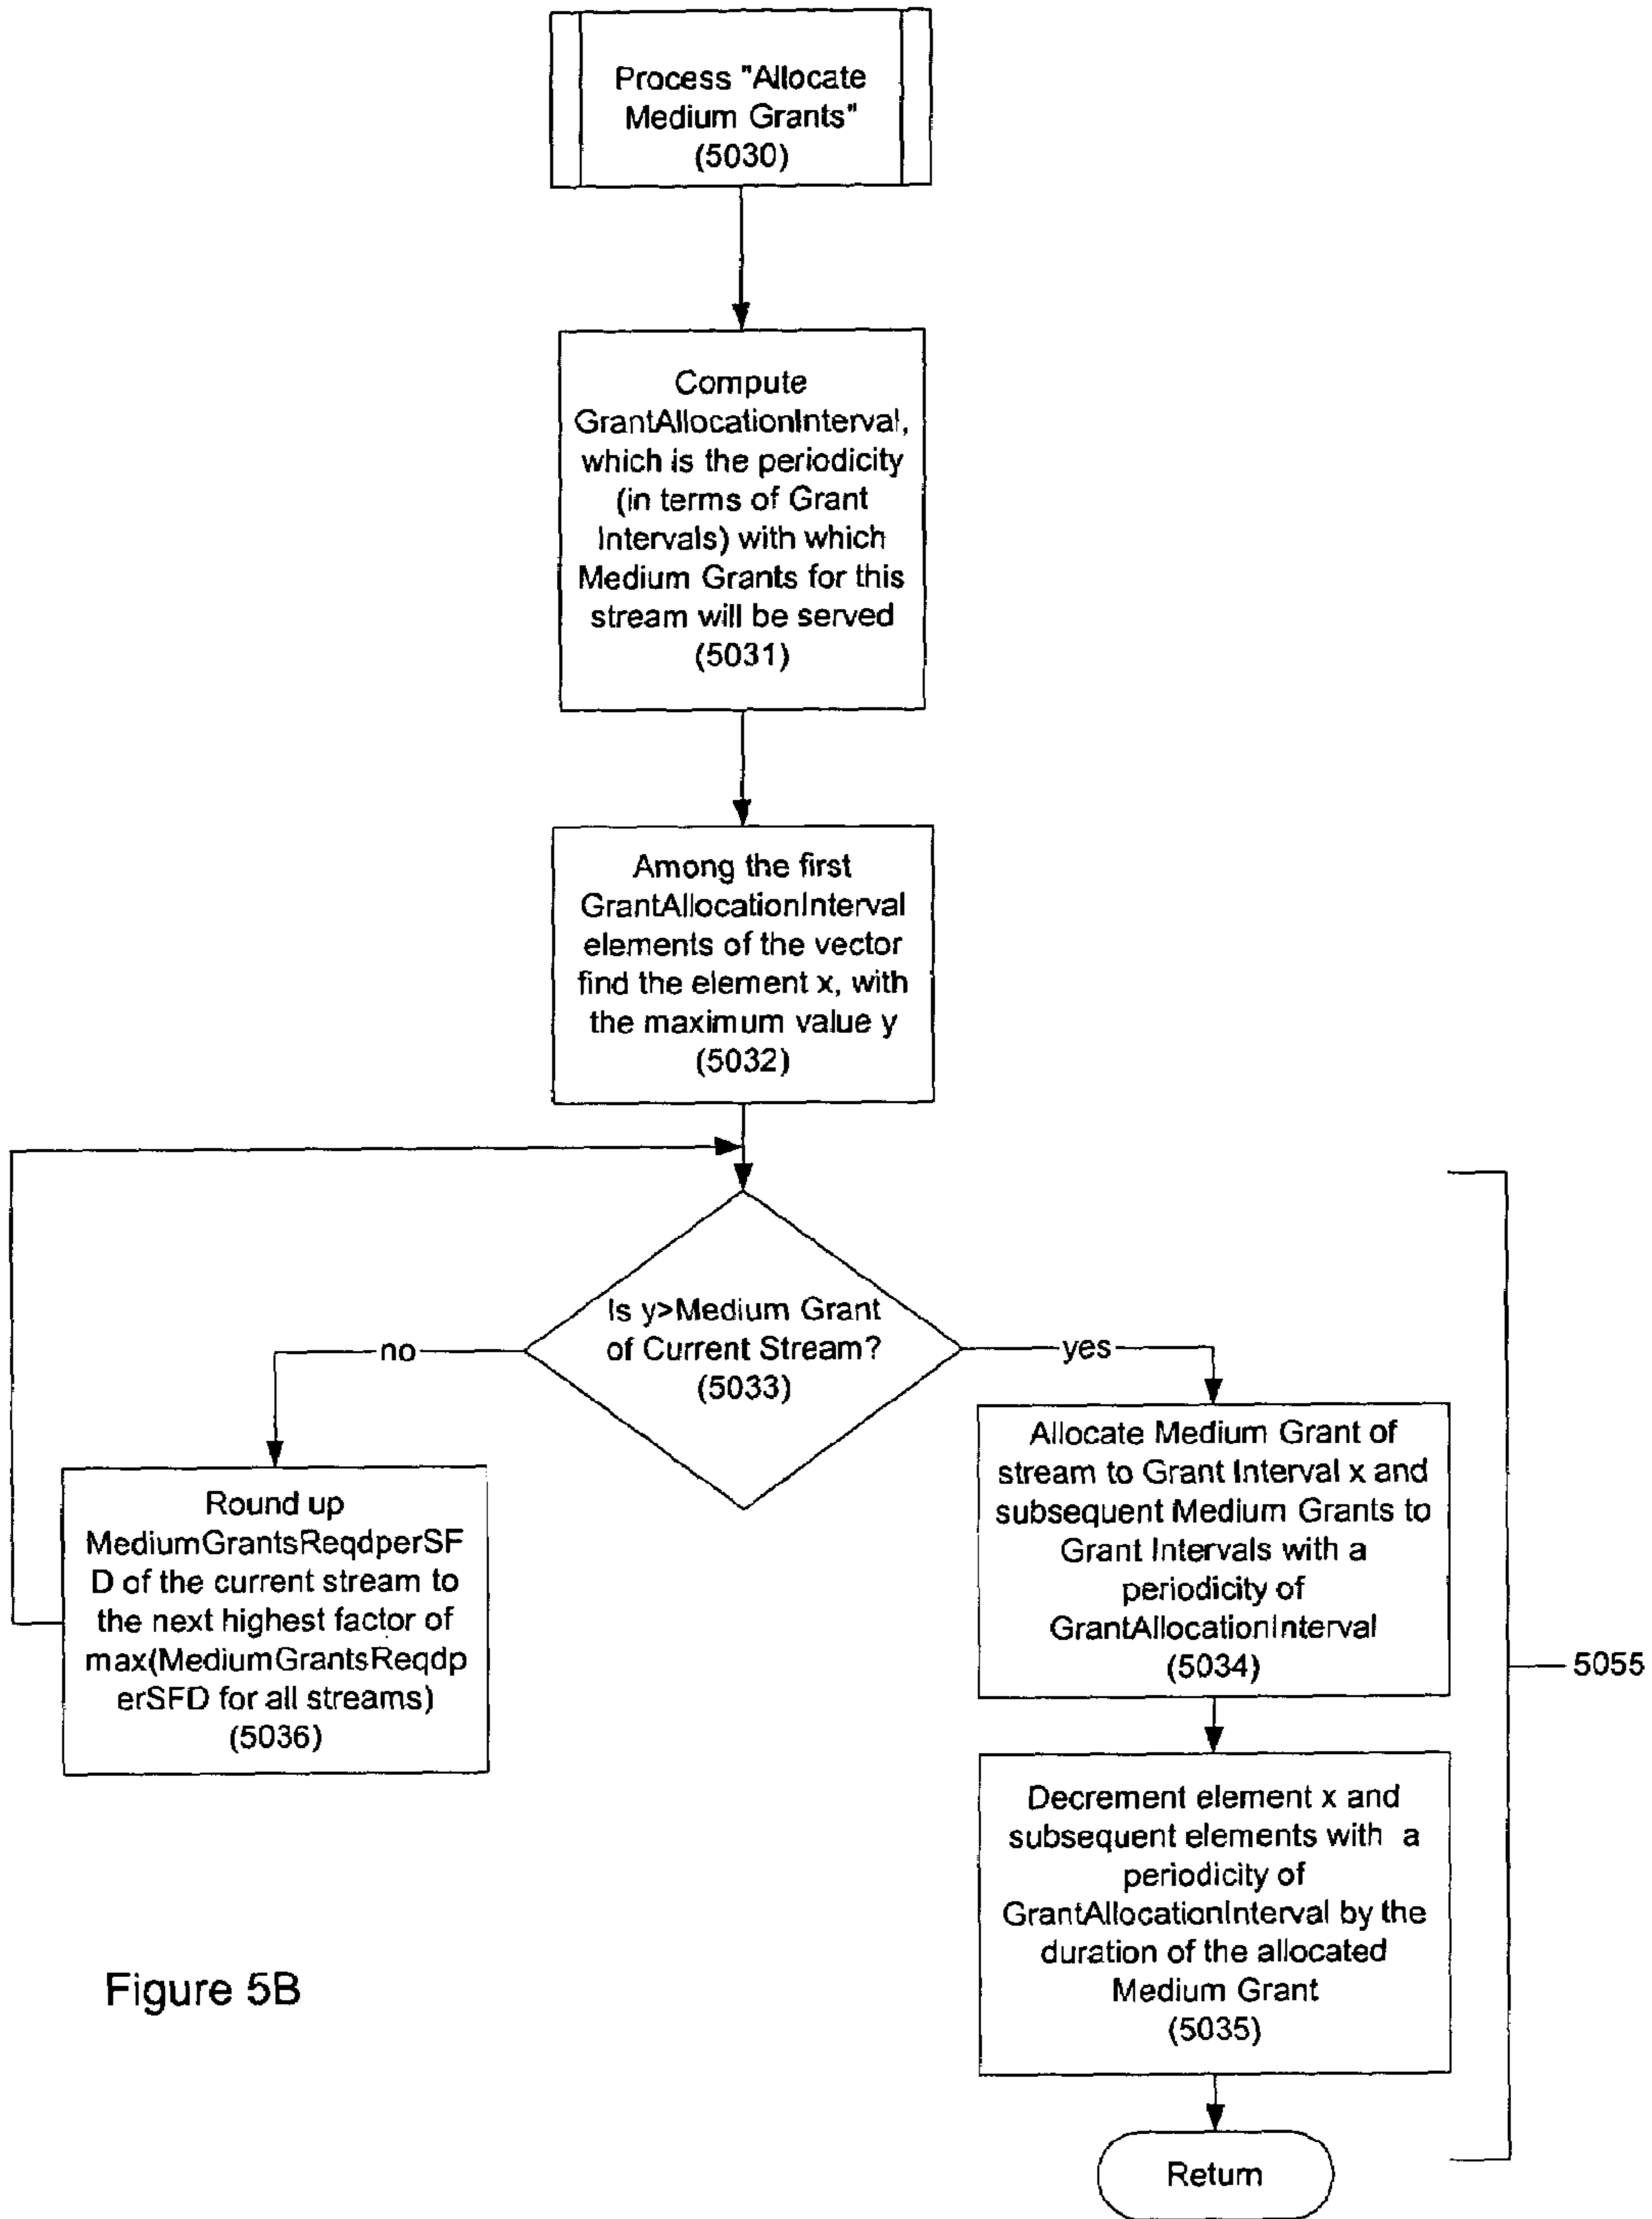 Process "Allocate
Medium Grants"
(5030)
Compute
GrantAllocationInterval,
which is the periodicity
(in terms of Grant
Intervals) with which
Medium Grants for this
stream will be served
(5031)
Among the first
GrantAllocationInterval
elements of the vector
find the element x, with
the maximum value y
(5032)
Is y>Medium Grant
of Current Stream?
(5033)
no
yes
Round up
MediumGrantsReqdperSF
D of the current stream to
the next highest factor of
max(MediumGrantsReqdp
erSFD for all streams)
(5036)
Allocate Medium Grant of
stream to Grant Interval x and
subsequent Medium Grants to
Grant Intervals with a
periodicity of
GrantAllocationInterval
(5034)
5055
Decrement element x and
subsequent elements with a
periodicity of
GrantAllocationInterval by the
duration of the allocated
Medium Grant
(5035)
Return
Figure 5B